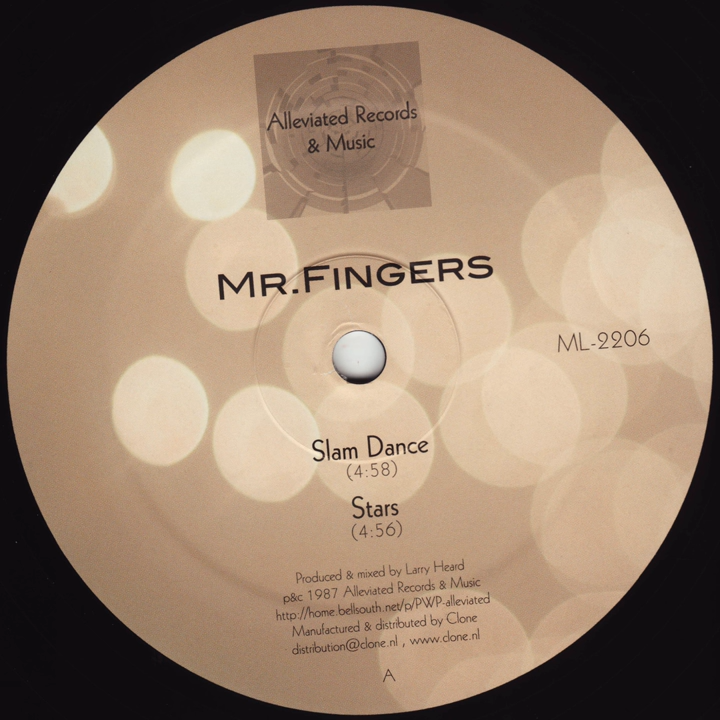 Alleviated Records
& Music
MR.FINGERS
ML-2206
Slam Dance
(4:58)
Stars
(4:56)
Produced & mixed by Larry Heard
p&c 1987 Alleviated Records & Music
http://home.bellsouth.net/p/PWP-alleviated
Manufactured & distributed by Clone
distribution@clone.nl , www.clone.nl
A